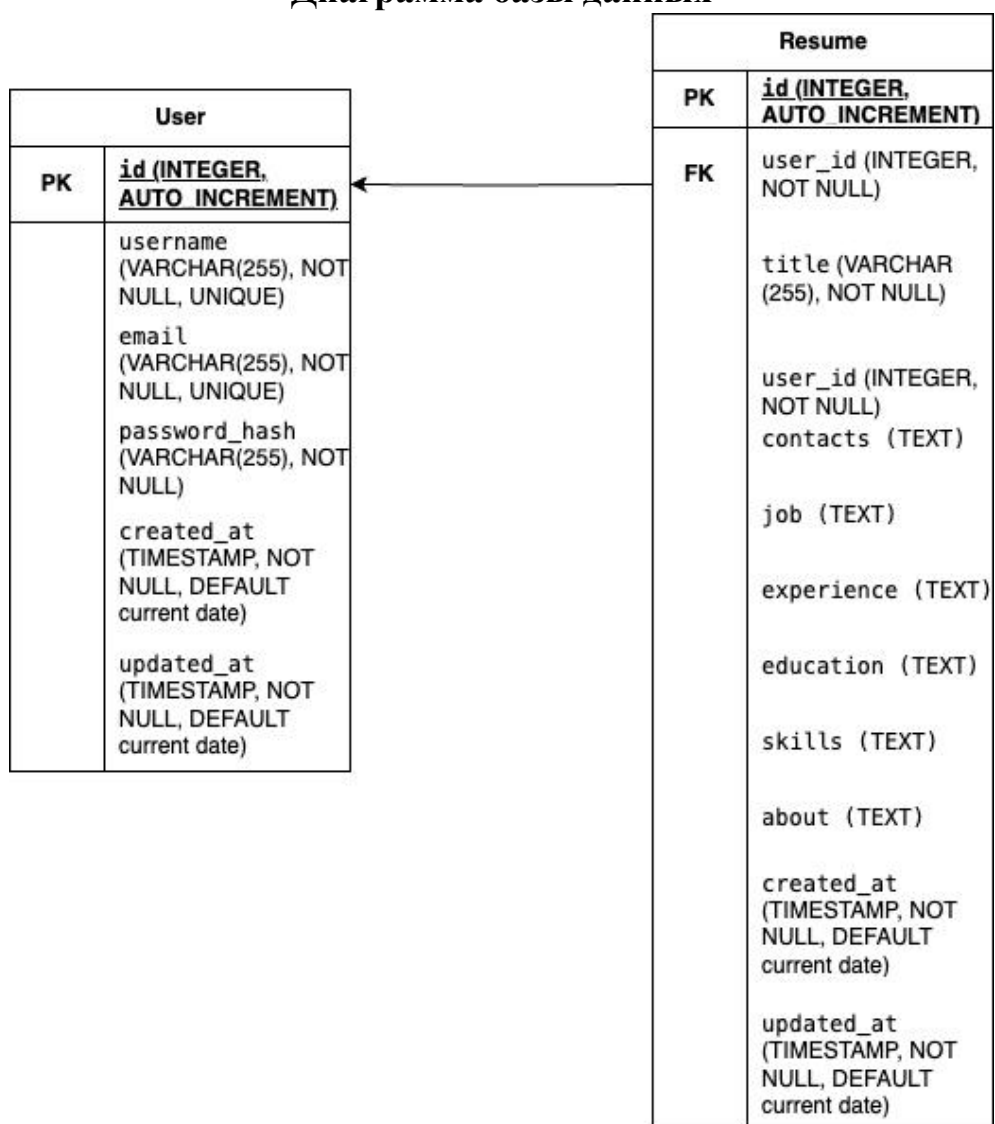 Диаграмма базы данных
User
PK
id (INTEGER,
AUTO_INCREMENT)
username
(VARCHAR(255), NOT
NULL, UNIQUE)
email
(VARCHAR(255), NOT
NULL, UNIQUE)
password_hash
(VARCHAR(255), NOT
NULL)
created_at
(TIMESTAMP, NOT
NULL, DEFAULT
current date)
updated_at
(TIMESTAMP, NOT
NULL, DEFAULT
current date)
Resume
PK
id (INTEGER,
AUTO_INCREMENT)
FK
user_id (INTEGER,
NOT NULL)
title (VARCHAR
(255), NOT NULL)
user_id (INTEGER,
NOT NULL)
contacts (TEXT)
job (TEXT)
experience (TEXT)
education (TEXT)
skills (TEXT)
about (TEXT)
created_at
(TIMESTAMP, NOT
NULL, DEFAULT
current date)
updated_at
(TIMESTAMP, NOT
NULL, DEFAULT
current date)